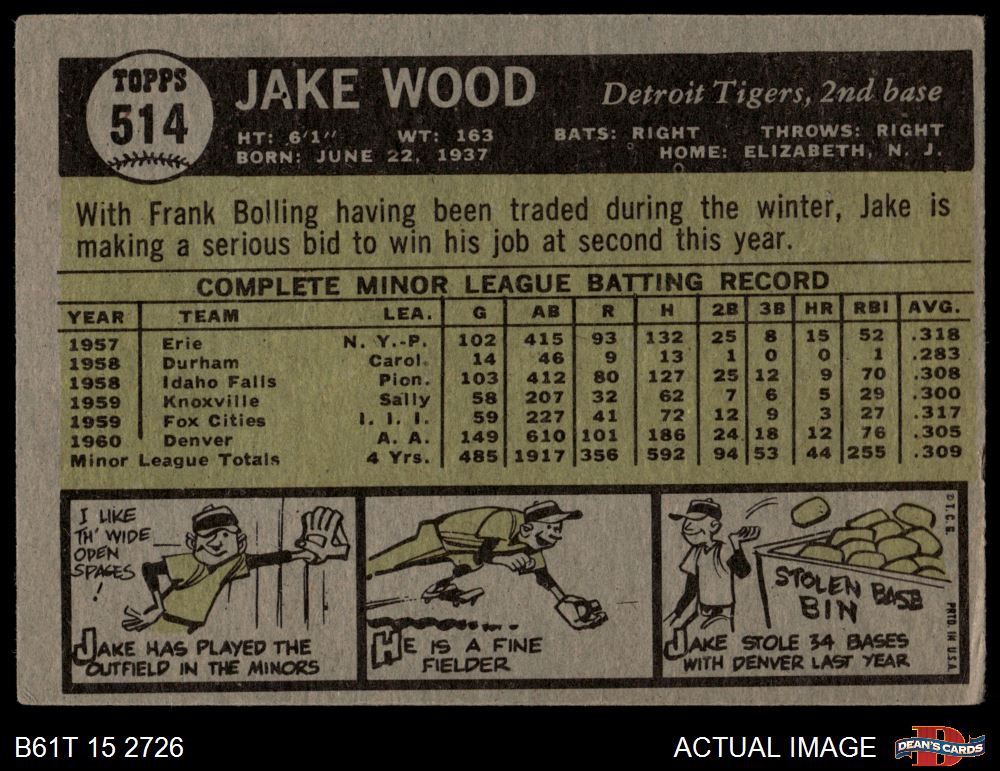 TOPPS
514
JAKE WOOD
Detroit Tigers, 2nd base
HT: 6'1" WT: 163 BATS: RIGHT THROWS: RIGHT
BORN: JUNE 22, 1937 HOME: ELIZABETH, N. J.
With Frank Bolling having been traded during the winter, Jake is
making a serious bid to win his job at second this year.
COMPLETE MINOR LEAGUE BATTING RECORD
YEAR TEAM LEA. G AB R H 2B 3B HR RBI AVG.
1957 Erie N. Y.-P. 102 415 93 132 25 8 15 52 .318
1958 Durham Carol. 14 46 9 13 1 0 0 1 .283
1958 Idaho Falls Pion. 103 412 80 127 25 12 9 70 .308
1959 Knoxville Sally 58 207 32 62 7 6 5 29 .300
1959 Fox Cities I. I. I. 59 227 41 72 12 9 3 27 .317
1960 Denver A. A. 149 610 101 186 24 18 12 76 .305
Minor League Totals 4 Yrs. 485 1917 356 592 94 53 44 255 .309
I LIKE
TH' WIDE
OPEN
SPACES
!
JAKE HAS PLAYED THE
OUTFIELD IN THE MINORS
HE IS A FINE
FIELDER
STOLEN BASE
BIN
JAKE STOLE 34 BASES
WITH DENVER LAST YEAR
PRTD IN U.S.A.
B61T 15 2726
ACTUAL IMAGE
DEAN'S CARDS